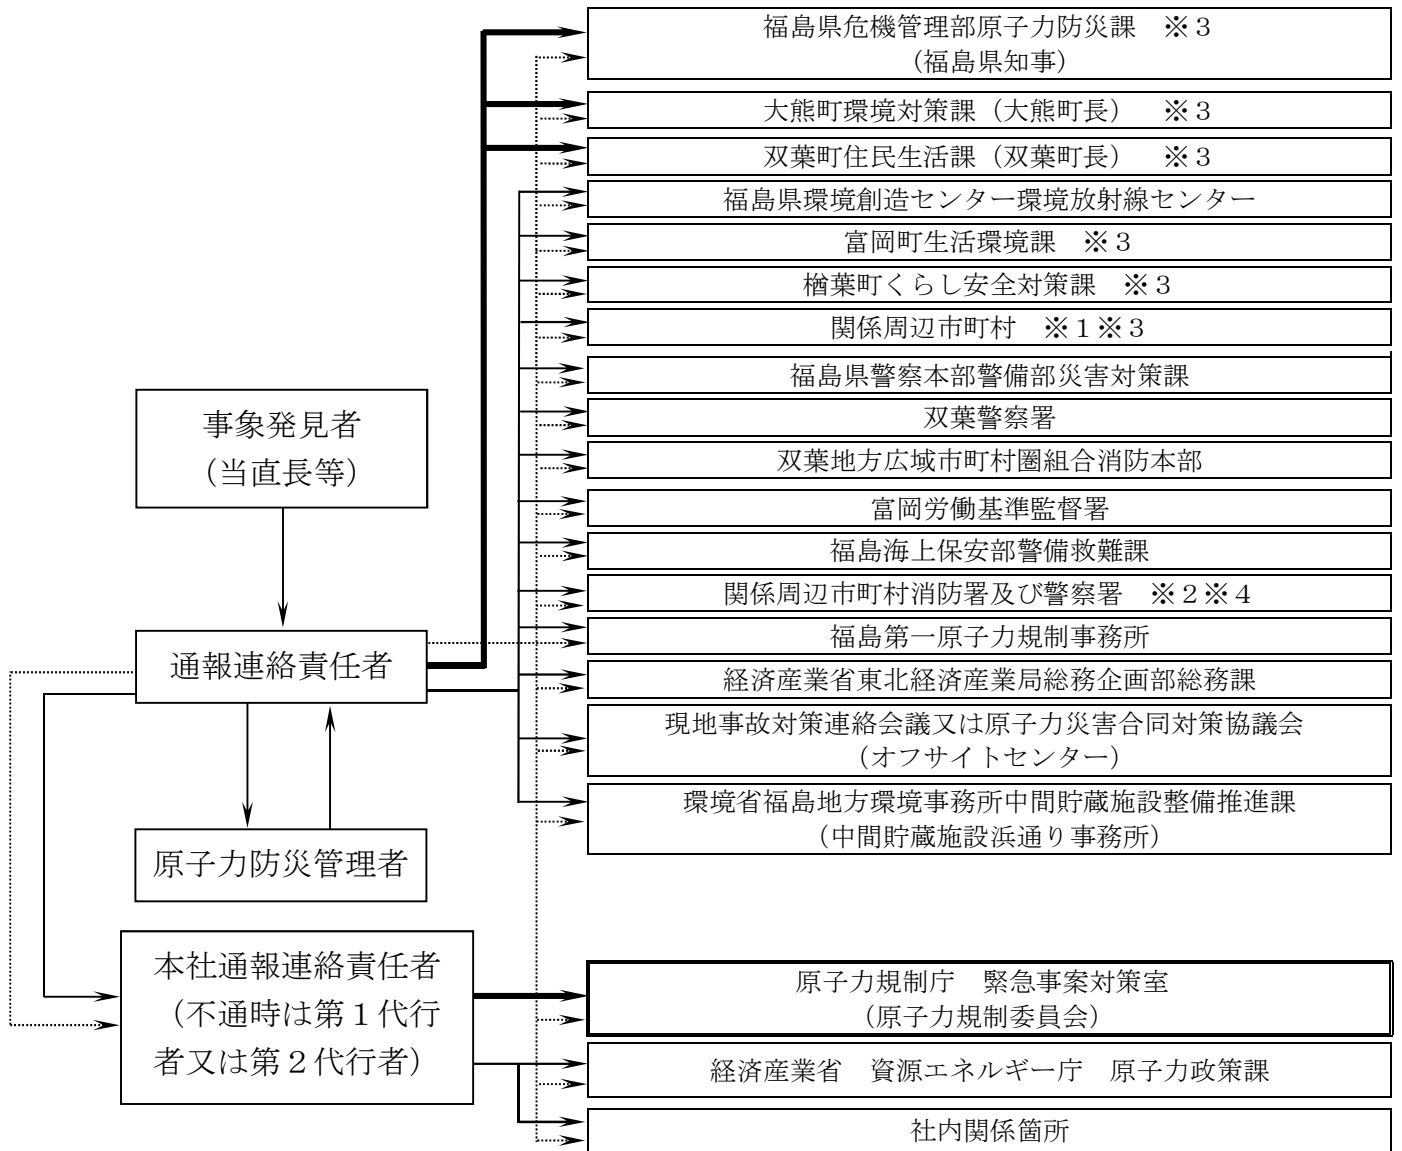 福島県危機管理部原子力防災課　※３
（福島県知事）
大熊町環境対策課（大熊町長）　※３
双葉町住民生活課（双葉町長）　※３
福島県環境創造センター環境放射線センター
富岡町生活環境課　※３
楢葉町くらし安全対策課　※３
関係周辺市町村　※１※３
福島県警察本部警備部災害対策課
双葉警察署
双葉地方広域市町村圏組合消防本部
富岡労働基準監督署
福島海上保安部警備救難課
関係周辺市町村消防署及び警察署　※２※４
福島第一原子力規制事務所
経済産業省東北経済産業局総務企画部総務課
現地事故対策連絡会議又は原子力災害合同対策協議会
（オフサイトセンター）
環境省福島地方環境事務所中間貯蔵施設整備推進課
（中間貯蔵施設浜通り事務所）
事象発見者
（当直長等）
通報連絡責任者
原子力防災管理者
本社通報連絡責任者
（不通時は第１代行
者又は第２代行者）
原子力規制庁　緊急事案対策室
（原子力規制委員会）
経済産業省　資源エネルギー庁　原子力政策課
社内関係箇所